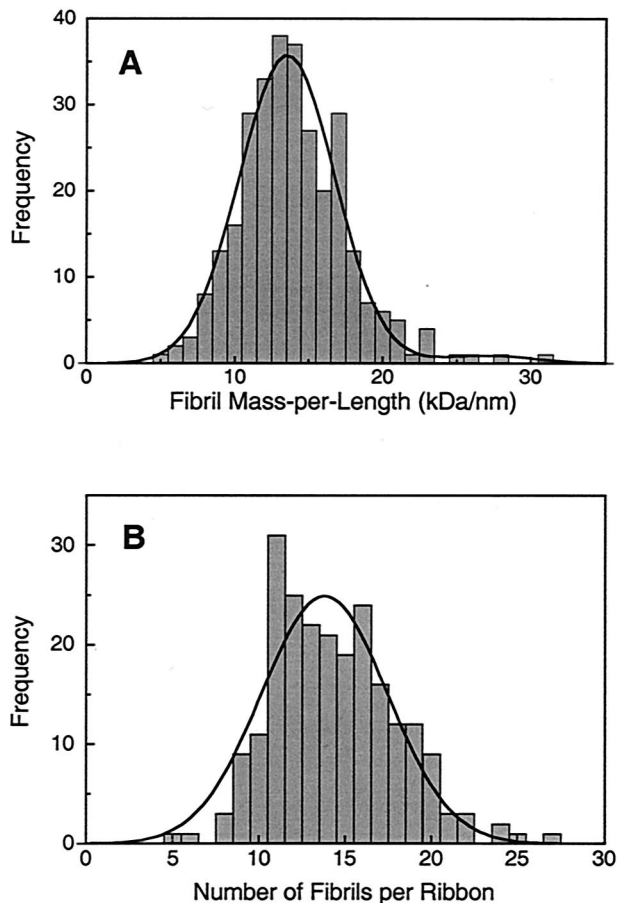 A
40
30
20
10
0
Frequency
0 10 20 30
Fibril Mass-per-Length (kDa/nm)
B
30
20
10
0
Frequency
0 5 10 15 20 25 30
Number of Fibrils per Ribbon